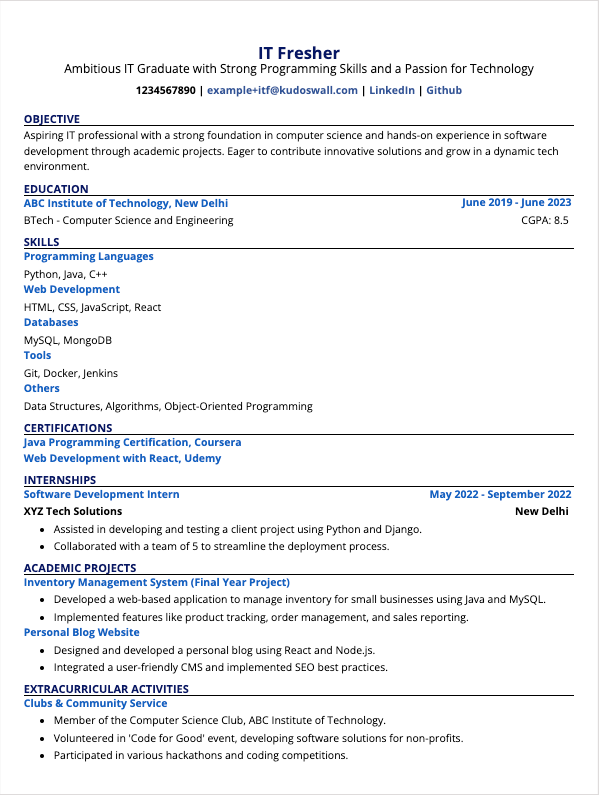 IT Fresher
Ambitious IT Graduate with Strong Programming Skills and a Passion for Technology
1234567890 | example+itf@kudoswall.com | LinkedIn | Github
OBJECTIVE
Aspiring IT professional with a strong foundation in computer science and hands-on experience in software
development through academic projects. Eager to contribute innovative solutions and grow in a dynamic tech
environment.
EDUCATION
ABC Institute of Technology, New Delhi June 2019 - June 2023
BTech - Computer Science and Engineering CGPA: 8.5
SKILLS
Programming Languages
Python, Java, C++
Web Development
HTML, CSS, JavaScript, React
Databases
MySQL, MongoDB
Tools
Git, Docker, Jenkins
Others
Data Structures, Algorithms, Object-Oriented Programming
CERTIFICATIONS
Java Programming Certification, Coursera
Web Development with React, Udemy
INTERNSHIPS
Software Development Intern May 2022 - September 2022
XYZ Tech Solutions New Delhi
• Assisted in developing and testing a client project using Python and Django.
• Collaborated with a team of 5 to streamline the deployment process.
ACADEMIC PROJECTS
Inventory Management System (Final Year Project)
• Developed a web-based application to manage inventory for small businesses using Java and MySQL.
• Implemented features like product tracking, order management, and sales reporting.
Personal Blog Website
• Designed and developed a personal blog using React and Node.js.
• Integrated a user-friendly CMS and implemented SEO best practices.
EXTRACURRICULAR ACTIVITIES
Clubs & Community Service
• Member of the Computer Science Club, ABC Institute of Technology.
• Volunteered in 'Code for Good' event, developing software solutions for non-profits.
• Participated in various hackathons and coding competitions.